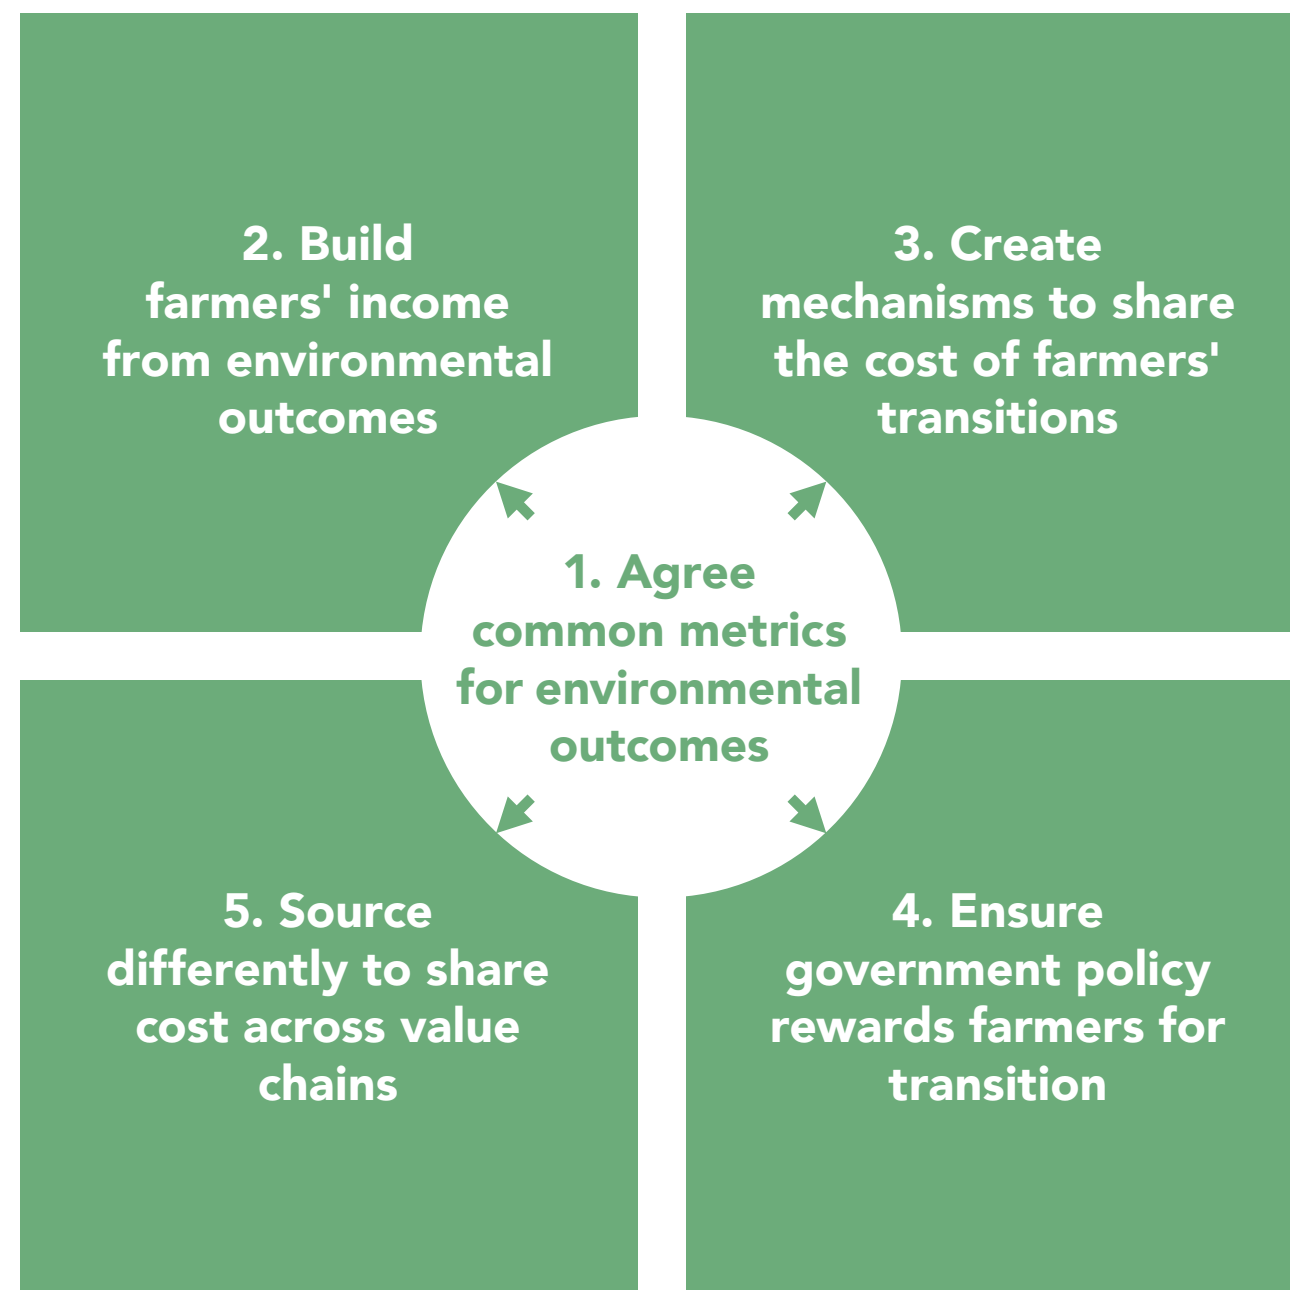 2. Build
farmers' income
from environmental
outcomes
3. Create
mechanisms to share
the cost of farmers'
transitions
1. Agree
common metrics
for environmental
outcomes
5. Source
differently to share
cost across value
chains
4. Ensure
government policy
rewards farmers for
transition